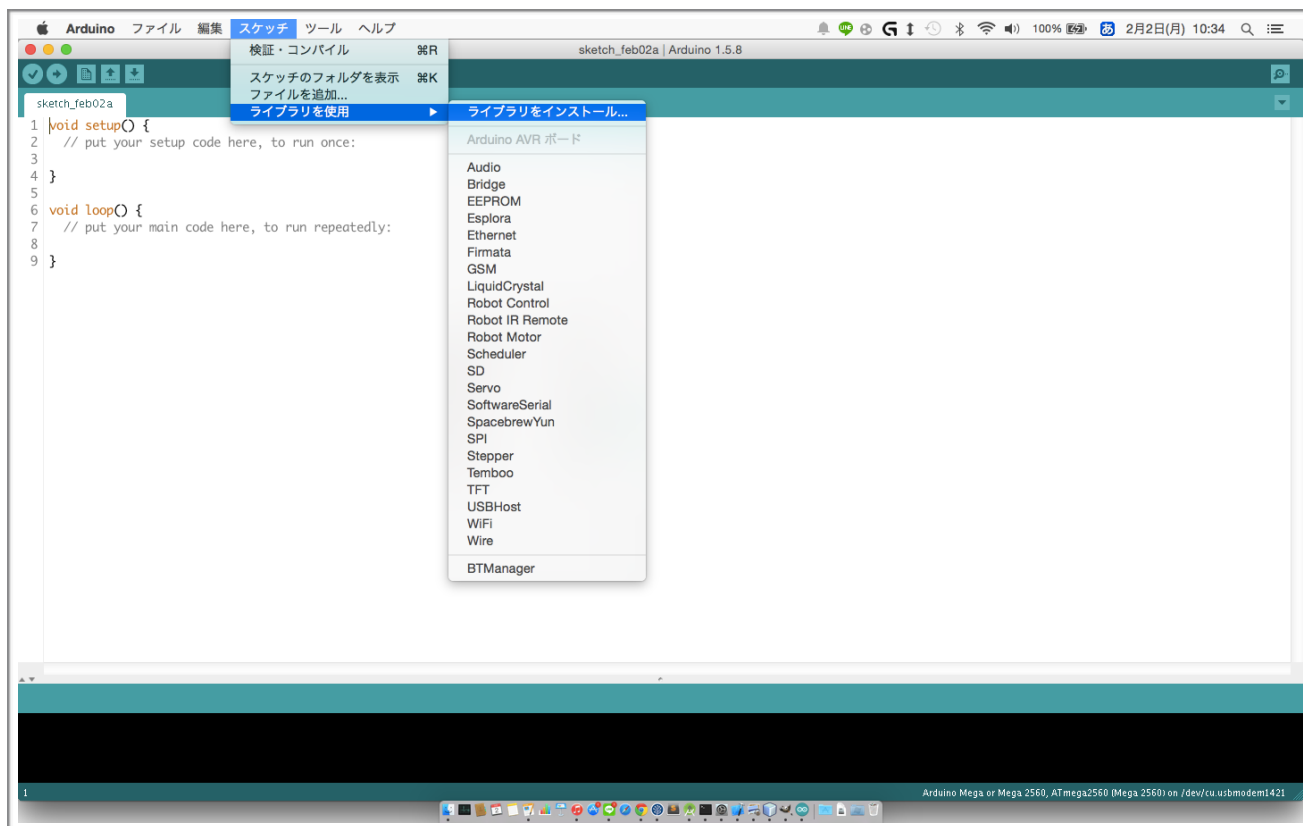 Arduino ファイル 編集 スケッチ ツール ヘルプ 100% あ 2月2日(月) 10:34
検証・コンパイル ⌘R
スケッチのフォルダを表示 ⌘K
ファイルを追加...
ライブラリを使用 ▶
sketch_feb02a | Arduino 1.5.8
sketch_feb02a
ライブラリをインストール...
Arduino AVR ボード
Audio
Bridge
EEPROM
Esplora
Ethernet
Firmata
GSM
LiquidCrystal
Robot Control
Robot IR Remote
Robot Motor
Scheduler
SD
Servo
SoftwareSerial
SpacebrewYun
SPI
Stepper
Temboo
TFT
USBHost
WiFi
Wire
BTManager
1 void setup() {
2 // put your setup code here, to run once:
3
4 }
5
6 void loop() {
7 // put your main code here, to run repeatedly:
8
9 }
1 Arduino Mega or Mega 2560, ATmega2560 (Mega 2560) on /dev/cu.usbmodem1421